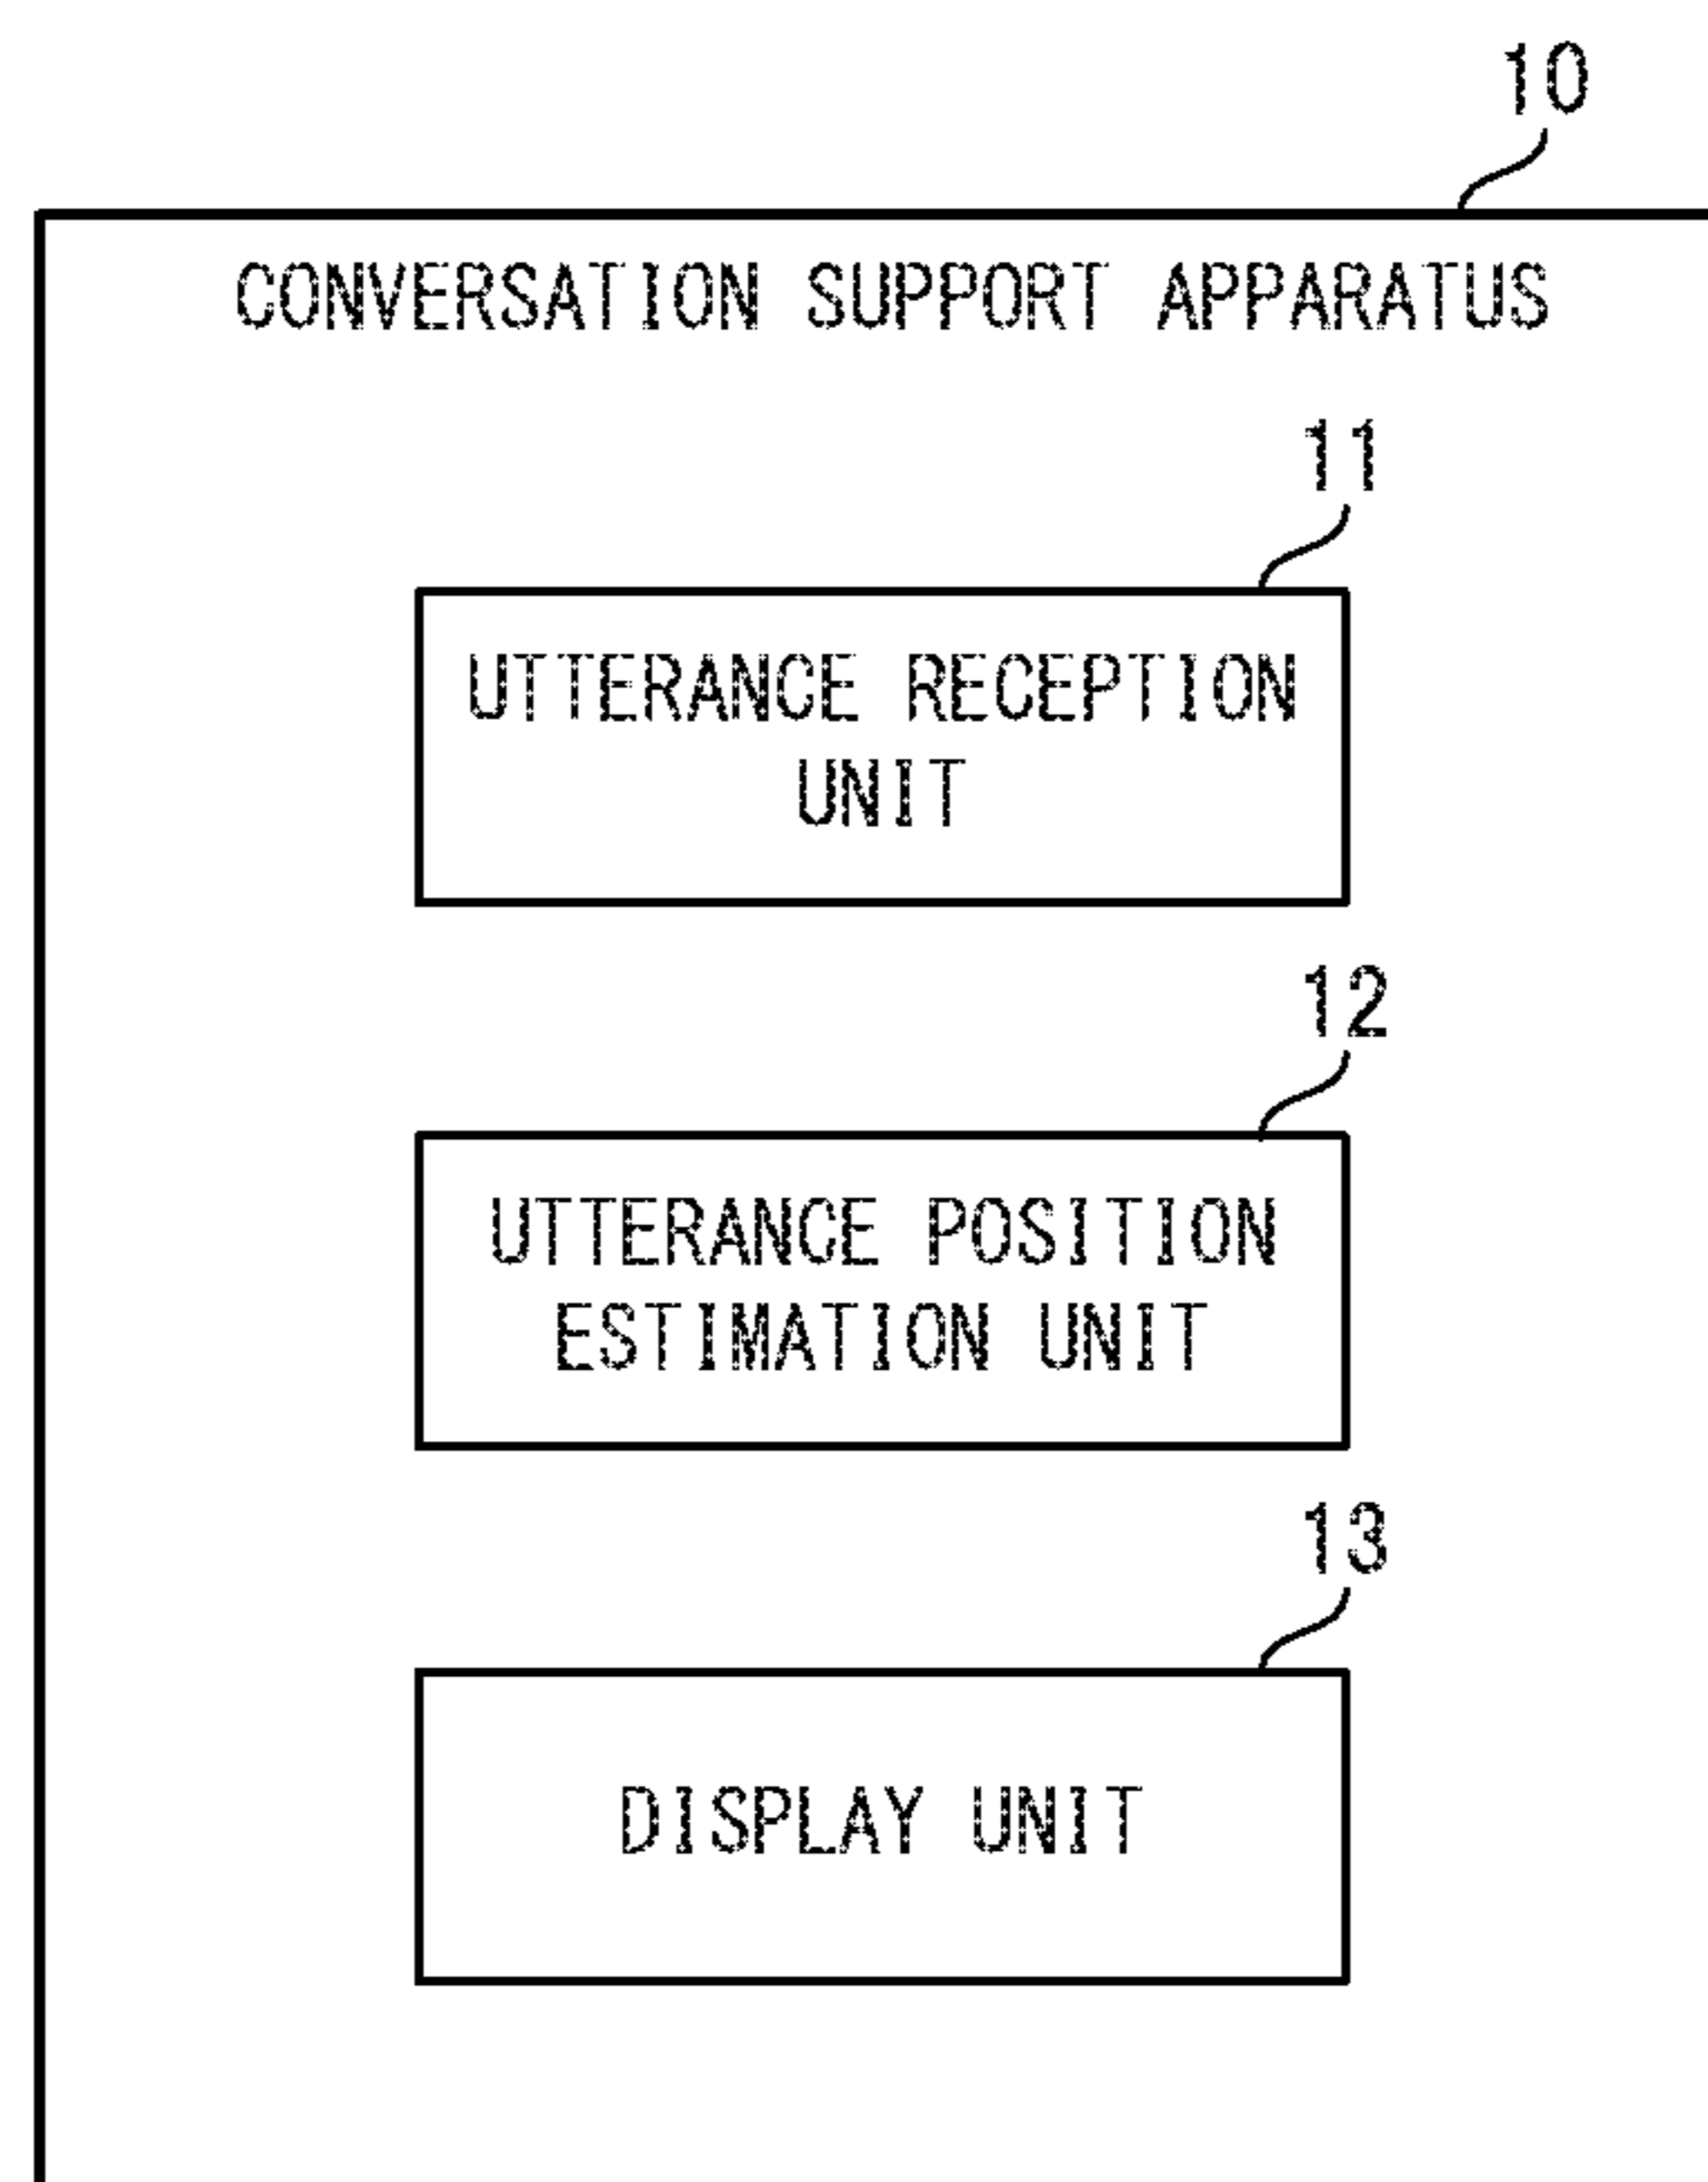 10
CONVERSATION SUPPORT APPARATUS
11
UTTERANCE RECEPTION
UNIT
12
UTTERANCE POSITION
ESTIMATION UNIT
13
DISPLAY UNIT